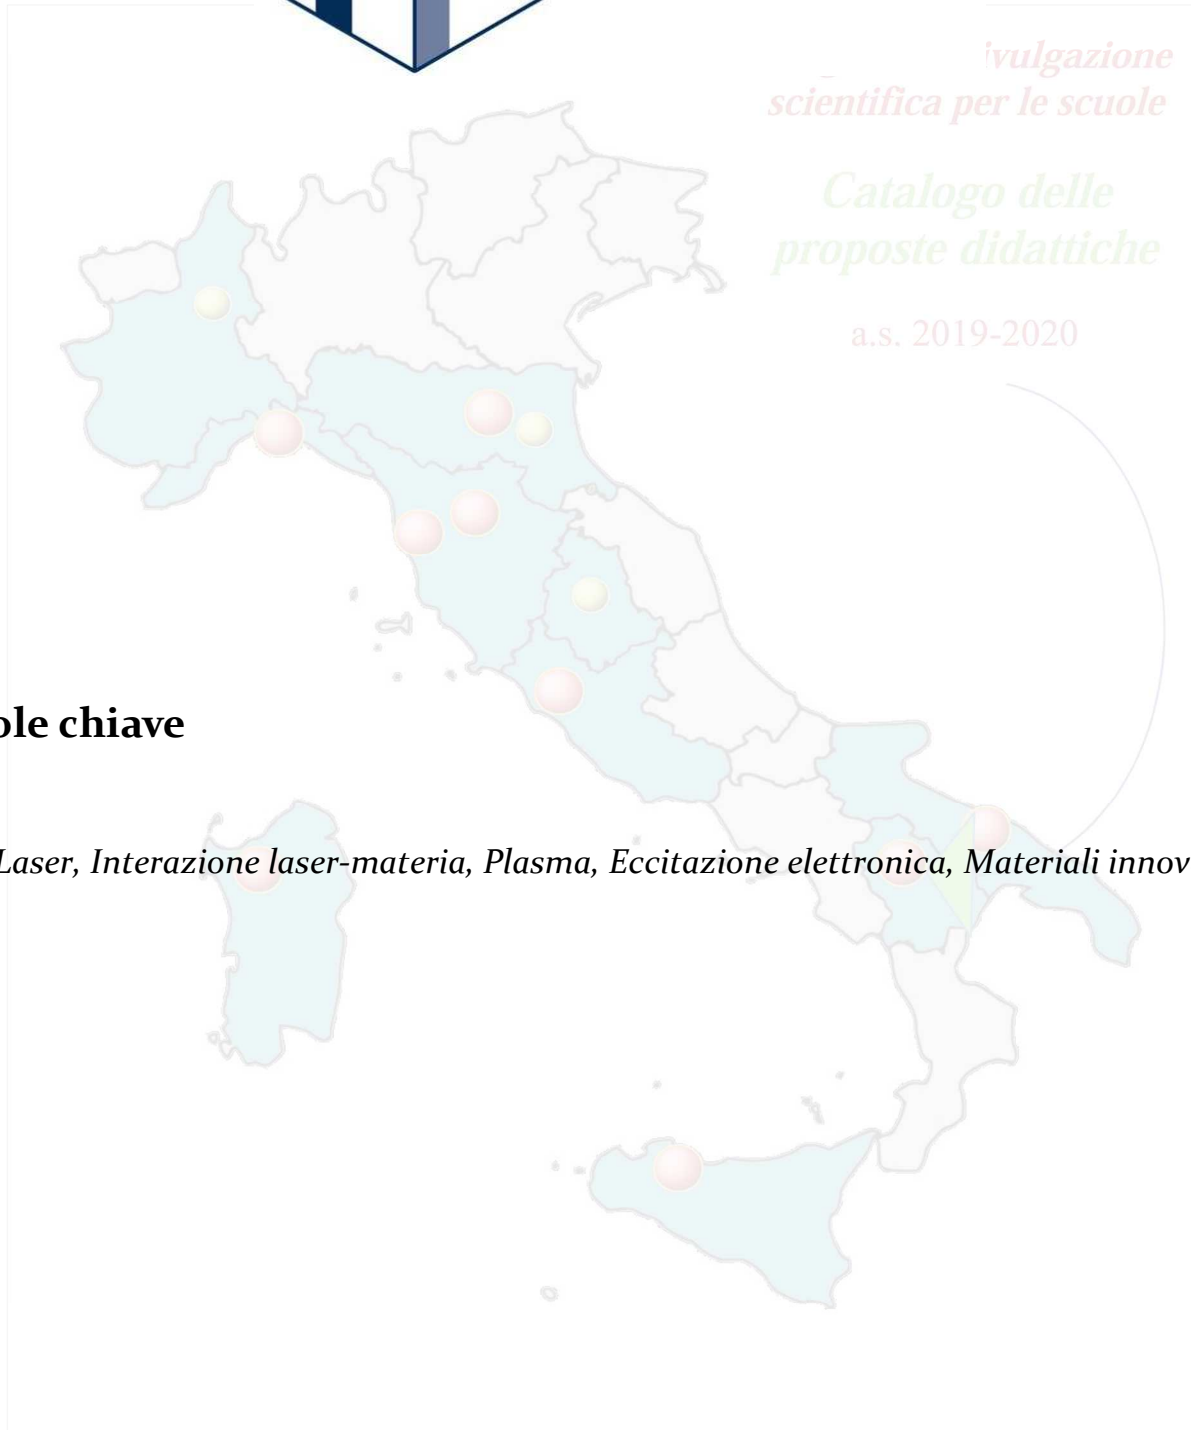 ivulgazione
scientifica per le scuole
Catalogo delle
proposte didattiche
a.s. 2019-2020
ole chiave
Laser, Interazione laser-materia, Plasma, Eccitazione elettronica, Materiali innov